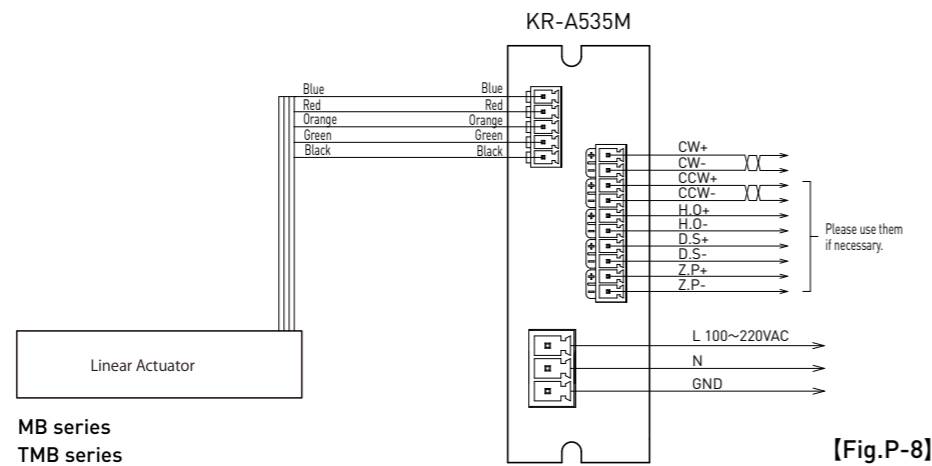 KR-A535M
Blue
Red
Orange
Green
Black
Blue
Red
Orange
Green
Black
CW+
CW-
CCW+
CCW-
H.O+
H.O-
D.S+
D.S-
Z.P+
Z.P-
+
-
+
-
+
-
+
-
+
-
Please use them
if necessary.
L 100~220VAC
N
GND
Linear Actuator
MB series
TMB series
【Fig.P-8】